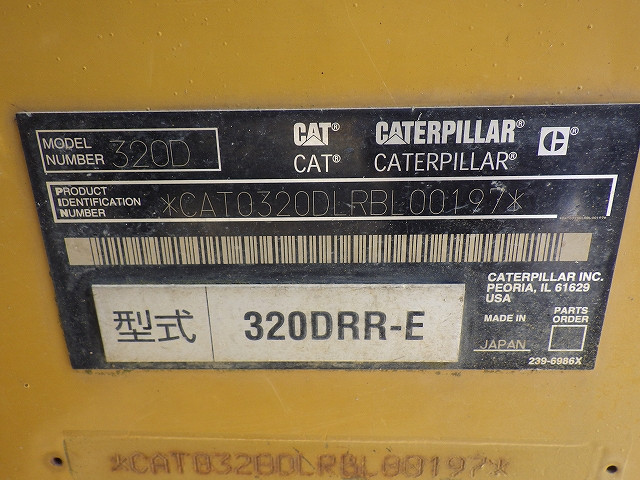 MODEL NUMBER 320D
CAT® CATERPILLAR® C®
CAT® CATERPILLAR®
PRODUCT IDENTIFICATION NUMBER *CAT0320DLRBL00197*
*CAT0320DLRBL00197*
CATERPILLAR INC.
PEORIA, IL 61629
USA
MADE IN JAPAN
PARTS ORDER
239-6986X
型式 320DRR-E
*CAT0320DLRBL00197*